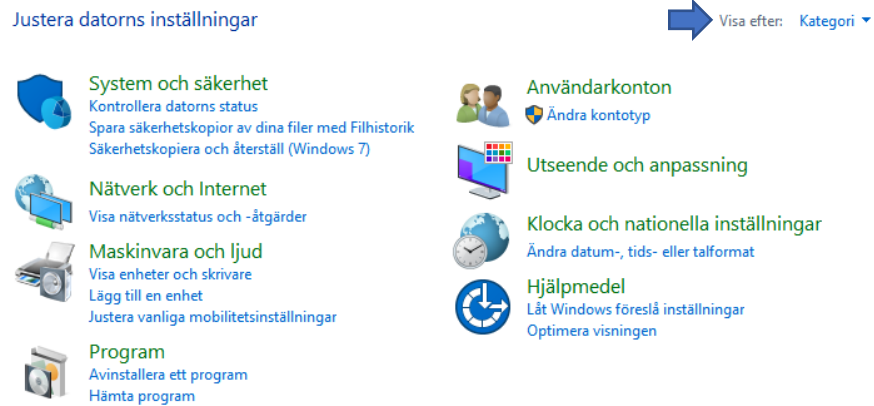 Justera datorns inställningar
Visa efter: Kategori
System och säkerhet
Kontrollera datorns status
Spara säkerhetskopior av dina filer med Filhistorik
Säkerhetskopiera och återställ (Windows 7)
Nätverk och Internet
Visa nätverksstatus och -åtgärder
Maskinvara och ljud
Visa enheter och skrivare
Lägg till en enhet
Justera vanliga mobilitetsinställningar
Program
Avinstallera ett program
Hämta program
Användarkonton
Ändra kontotyp
Utseende och anpassning
Klocka och nationella inställningar
Ändra datum-, tids- eller talformat
Hjälpmedel
Låt Windows föreslå inställningar
Optimera visningen